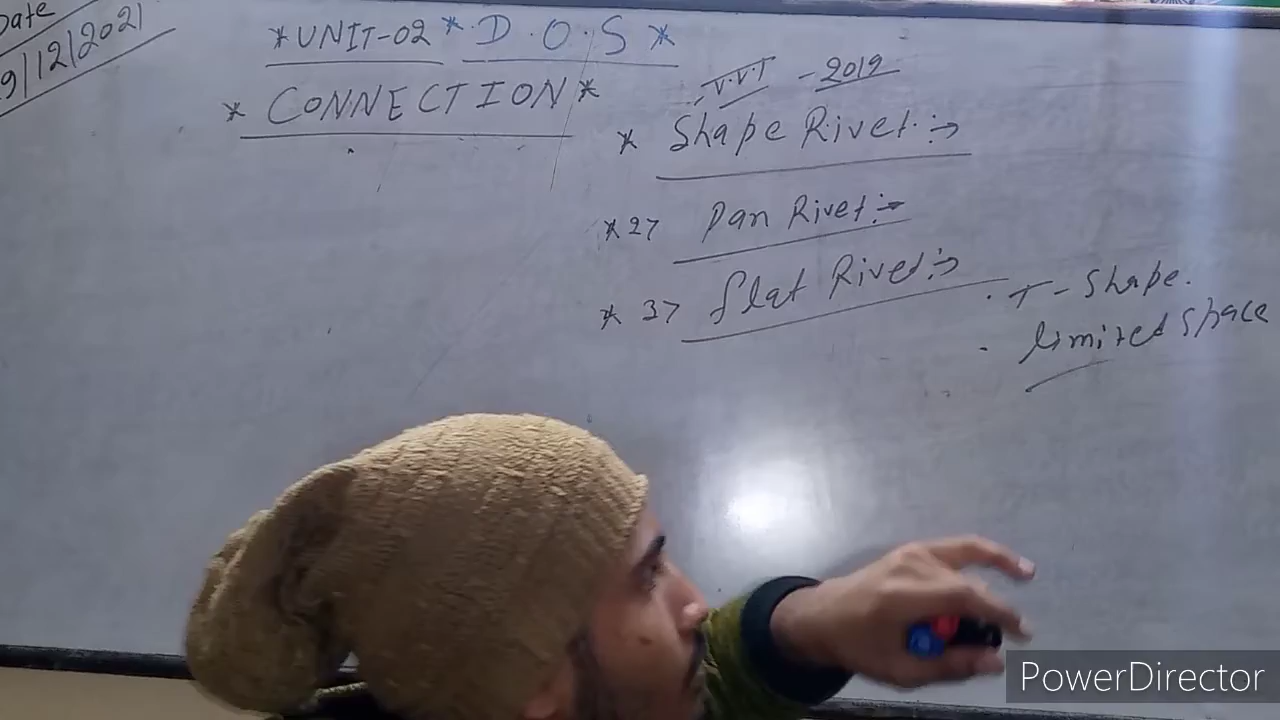 Date
9/12/2021
*UNIT-02 * D.O.S *
* CONNECTION *
V.V.I - 2019
* Shape Rivet :->
* 2> Pan Rivet :->
* 3> flat Rivet :->
. T - Shape.
. limited Space
PowerDirector